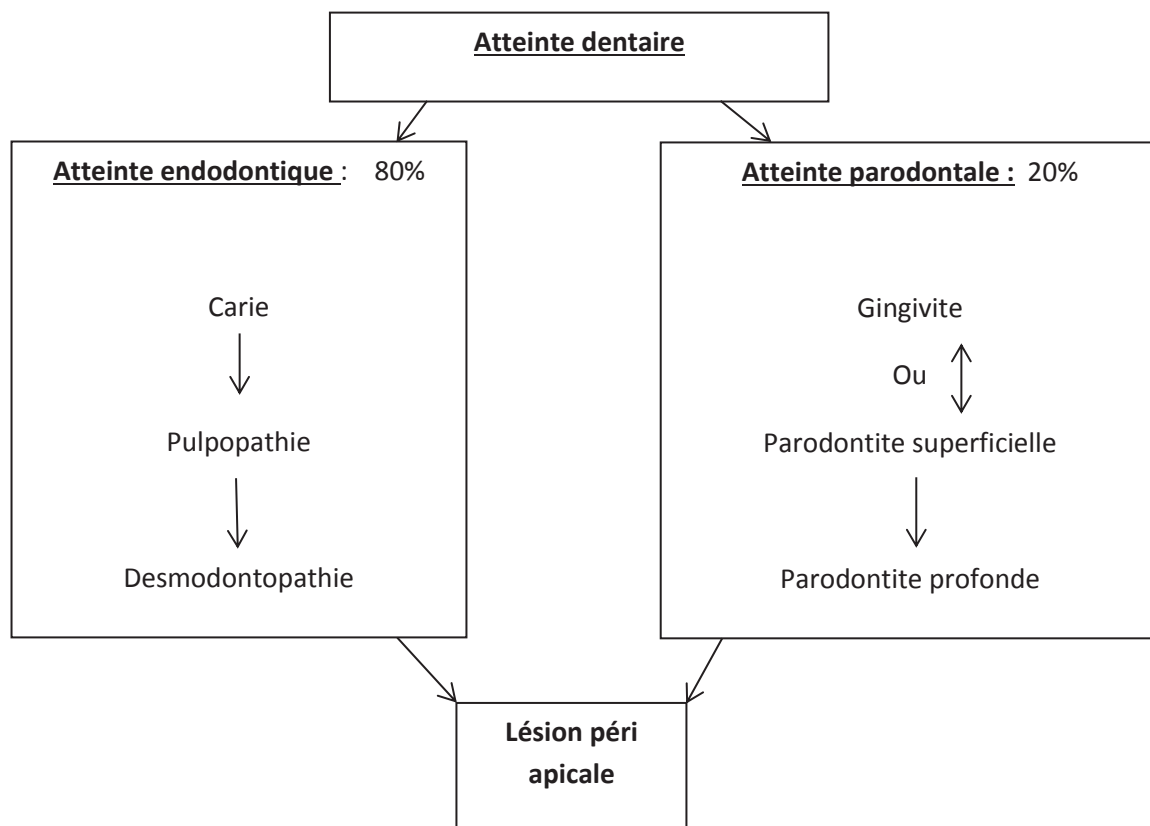 Atteinte dentaire
Atteinte endodontique : 80%
Carie
Pulpopathie
Desmodontopathie
Atteinte parodontale : 20%
Gingivite
Ou
Parodontite superficielle
Parodontite profonde
Lésion péri
apicale